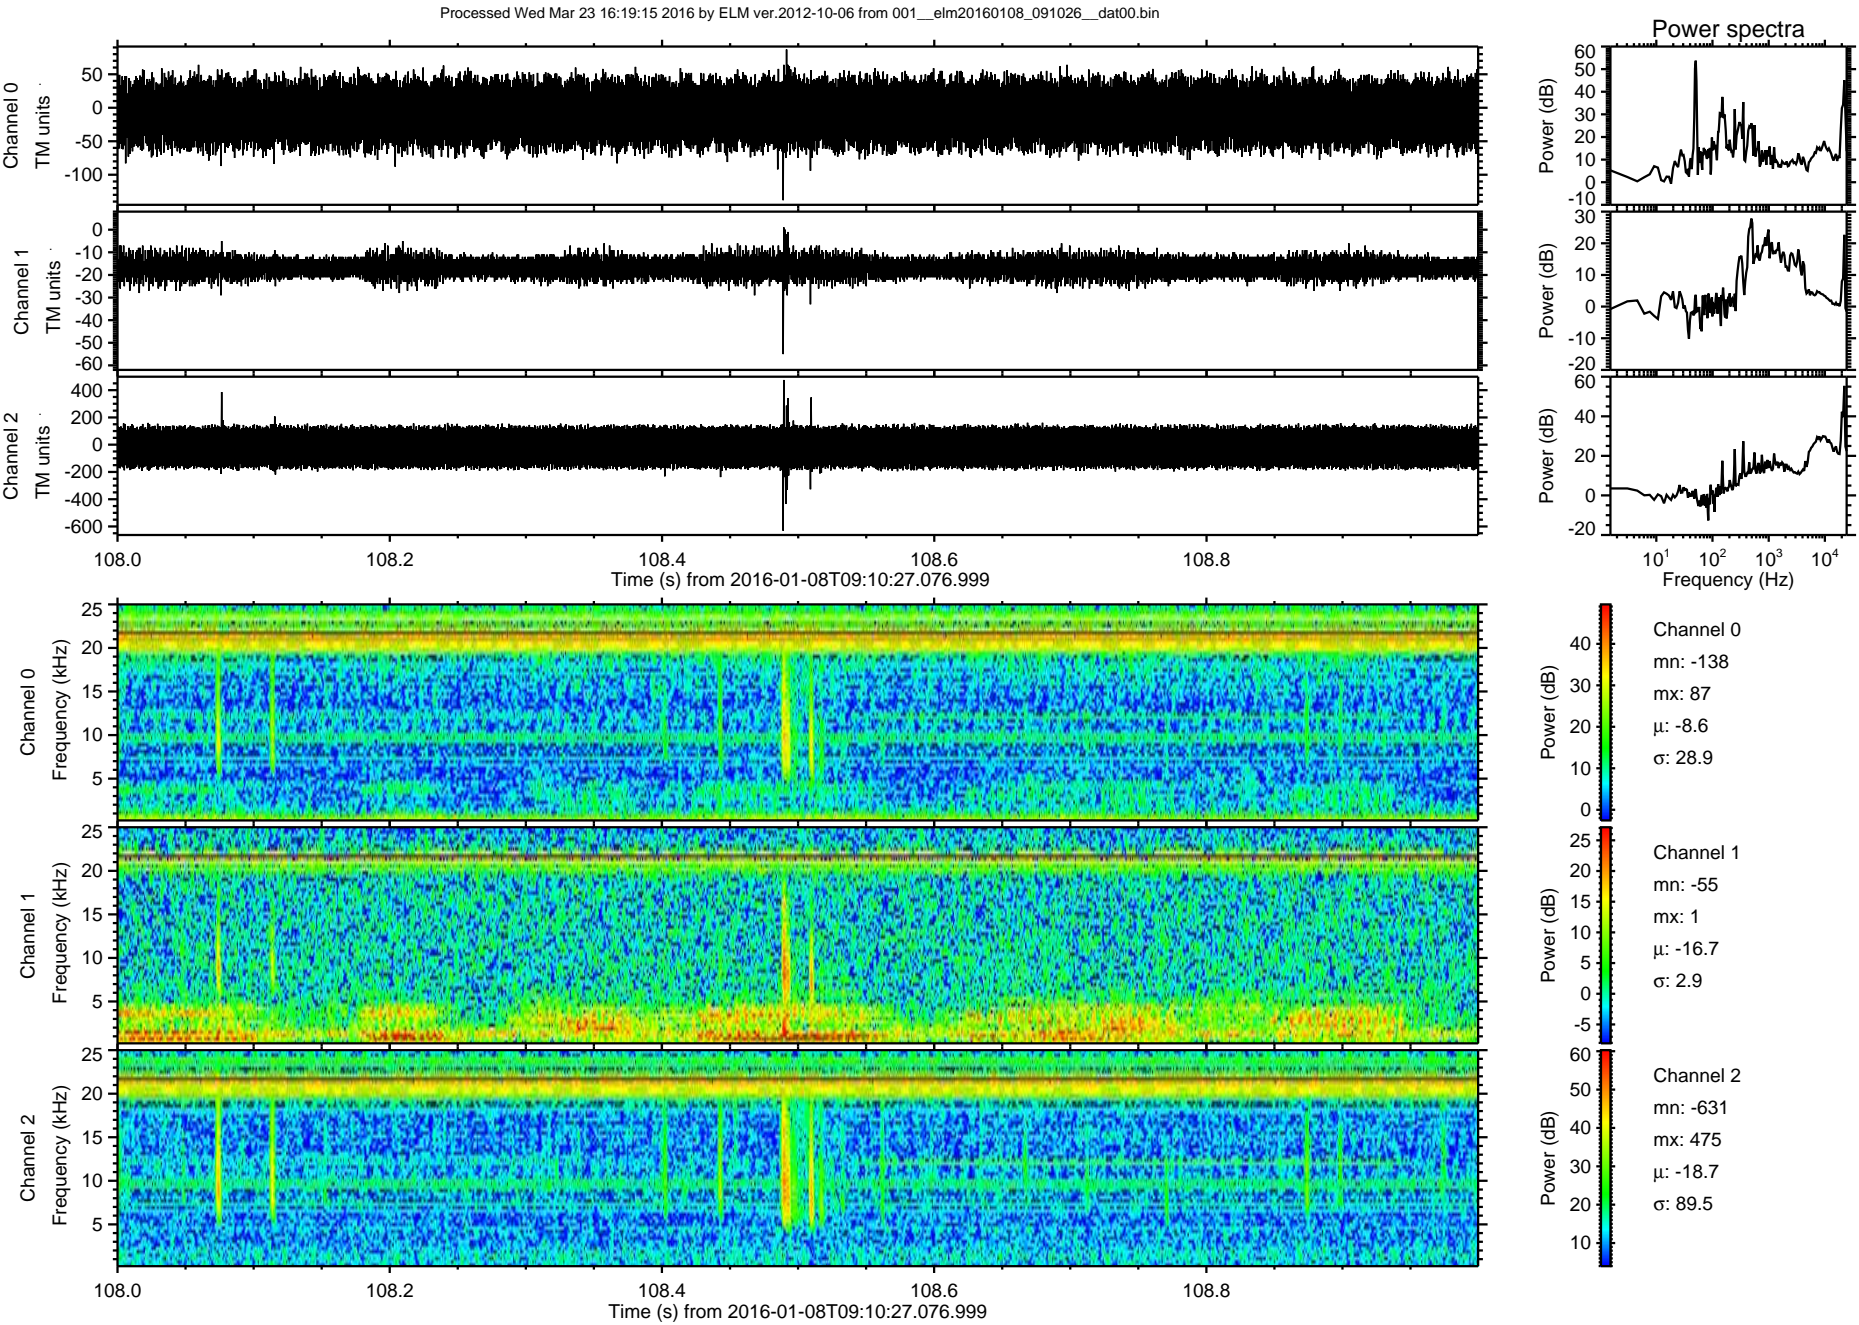 Processed Wed Mar 23 16:19:15 2016 by ELM ver.2012-10-06 from 001__elm20160108_091026__dat00.bin
Power spectra
Channel 0
TM units
50
0
-50
-100
Power (dB)
60
50
40
30
20
10
0
-10
Channel 1
TM units
0
-10
-20
-30
-40
-50
-60
Power (dB)
30
20
10
0
-10
-20
Channel 2
TM units
400
200
0
-200
-400
-600
Power (dB)
60
40
20
0
-20
108.0 108.2 108.4 108.6 108.8
Time (s) from 2016-01-08T09:10:27.076.999
10¹ 10² 10³ 10⁴
Frequency (Hz)
Channel 0
Frequency (kHz)
25
20
15
10
5
Power (dB)
40
30
20
10
0
Channel 0
mn: -138
mx: 87
μ: -8.6
σ: 28.9
Channel 1
Frequency (kHz)
25
20
15
10
5
Power (dB)
25
20
15
10
5
0
-5
Channel 1
mn: -55
mx: 1
μ: -16.7
σ: 2.9
Channel 2
Frequency (kHz)
25
20
15
10
5
Power (dB)
60
50
40
30
20
10
Channel 2
mn: -631
mx: 475
μ: -18.7
σ: 89.5
108.0 108.2 108.4 108.6 108.8
Time (s) from 2016-01-08T09:10:27.076.999